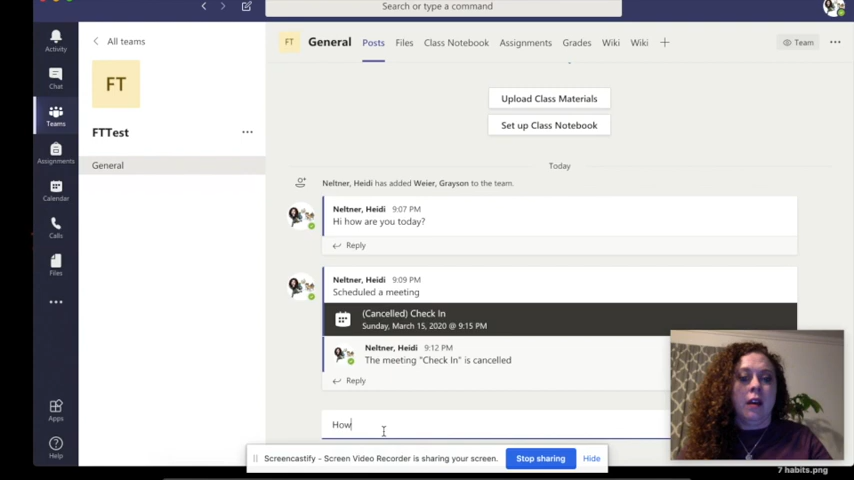 Search or type a command
Activity
Chat
Teams
Assignments
Calendar
Calls
Files
Apps
Help
All teams
FT
FTTest
General
FT
General
Posts
Files
Class Notebook
Assignments
Grades
Wiki
Wiki
Team
Upload Class Materials
Set up Class Notebook
Today
Neltner, Heidi has added Weier, Grayson to the team.
Neltner, Heidi 9:07 PM
Hi how are you today?
Reply
Neltner, Heidi 9:09 PM
Scheduled a meeting
(Cancelled) Check In
Sunday, March 15, 2020 @ 9:15 PM
Neltner, Heidi 9:12 PM
The meeting "Check In" is cancelled
Reply
How
Screencastify - Screen Video Recorder is sharing your screen.
Stop sharing
Hide
7 habits.png